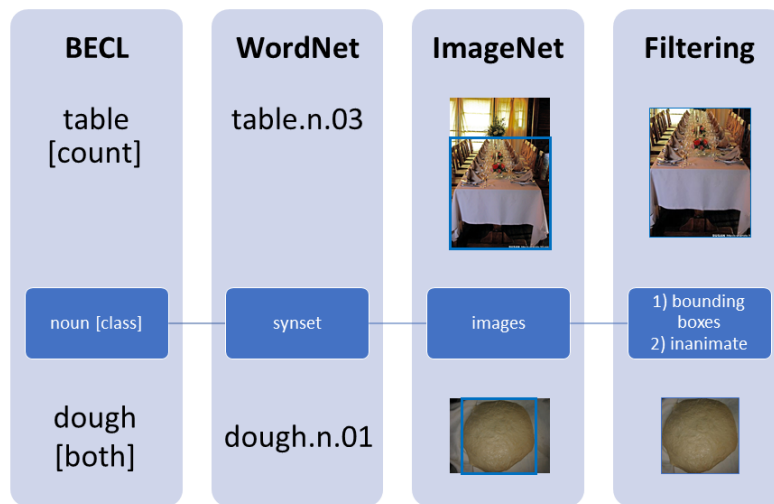 BECL
WordNet
ImageNet
Filtering
table
[count]
table.n.03
noun [class]
synset
images
1) bounding
boxes
2) inanimate
dough
[both]
dough.n.01